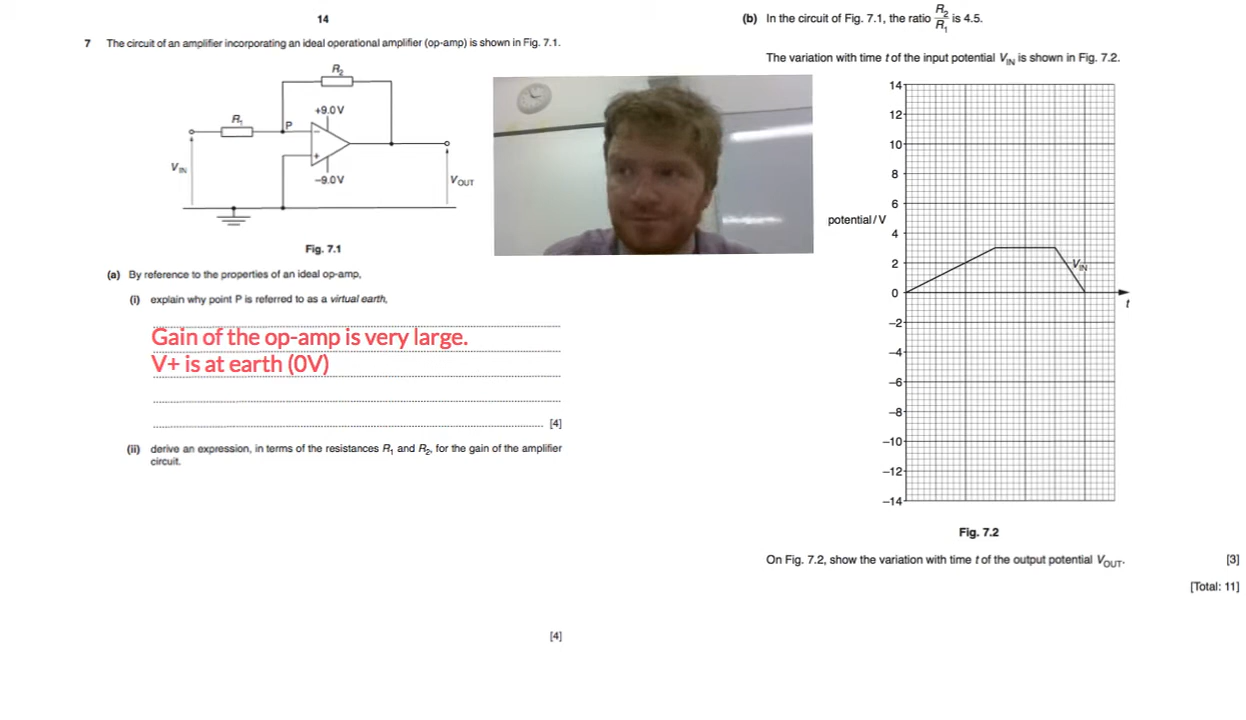 14
7 The circuit of an amplifier incorporating an ideal operational amplifier (op-amp) is shown in Fig. 7.1.
R2
R1
P
+9.0V
−
+
−9.0V
VIN
VOUT
Fig. 7.1
(a) By reference to the properties of an ideal op-amp,
(i) explain why point P is referred to as a virtual earth,
Gain of the op-amp is very large.
V+ is at earth (0V)
[4]
(ii) derive an expression, in terms of the resistances R1 and R2, for the gain of the amplifier
circuit.
[4]
(b) In the circuit of Fig. 7.1, the ratio R2/R1 is 4.5.
The variation with time t of the input potential VIN is shown in Fig. 7.2.
14
12
10
8
6
potential/V
4
2
0
−2
−4
−6
−8
−10
−12
−14
VIN
t
Fig. 7.2
On Fig. 7.2, show the variation with time t of the output potential VOUT. [3]
[Total: 11]